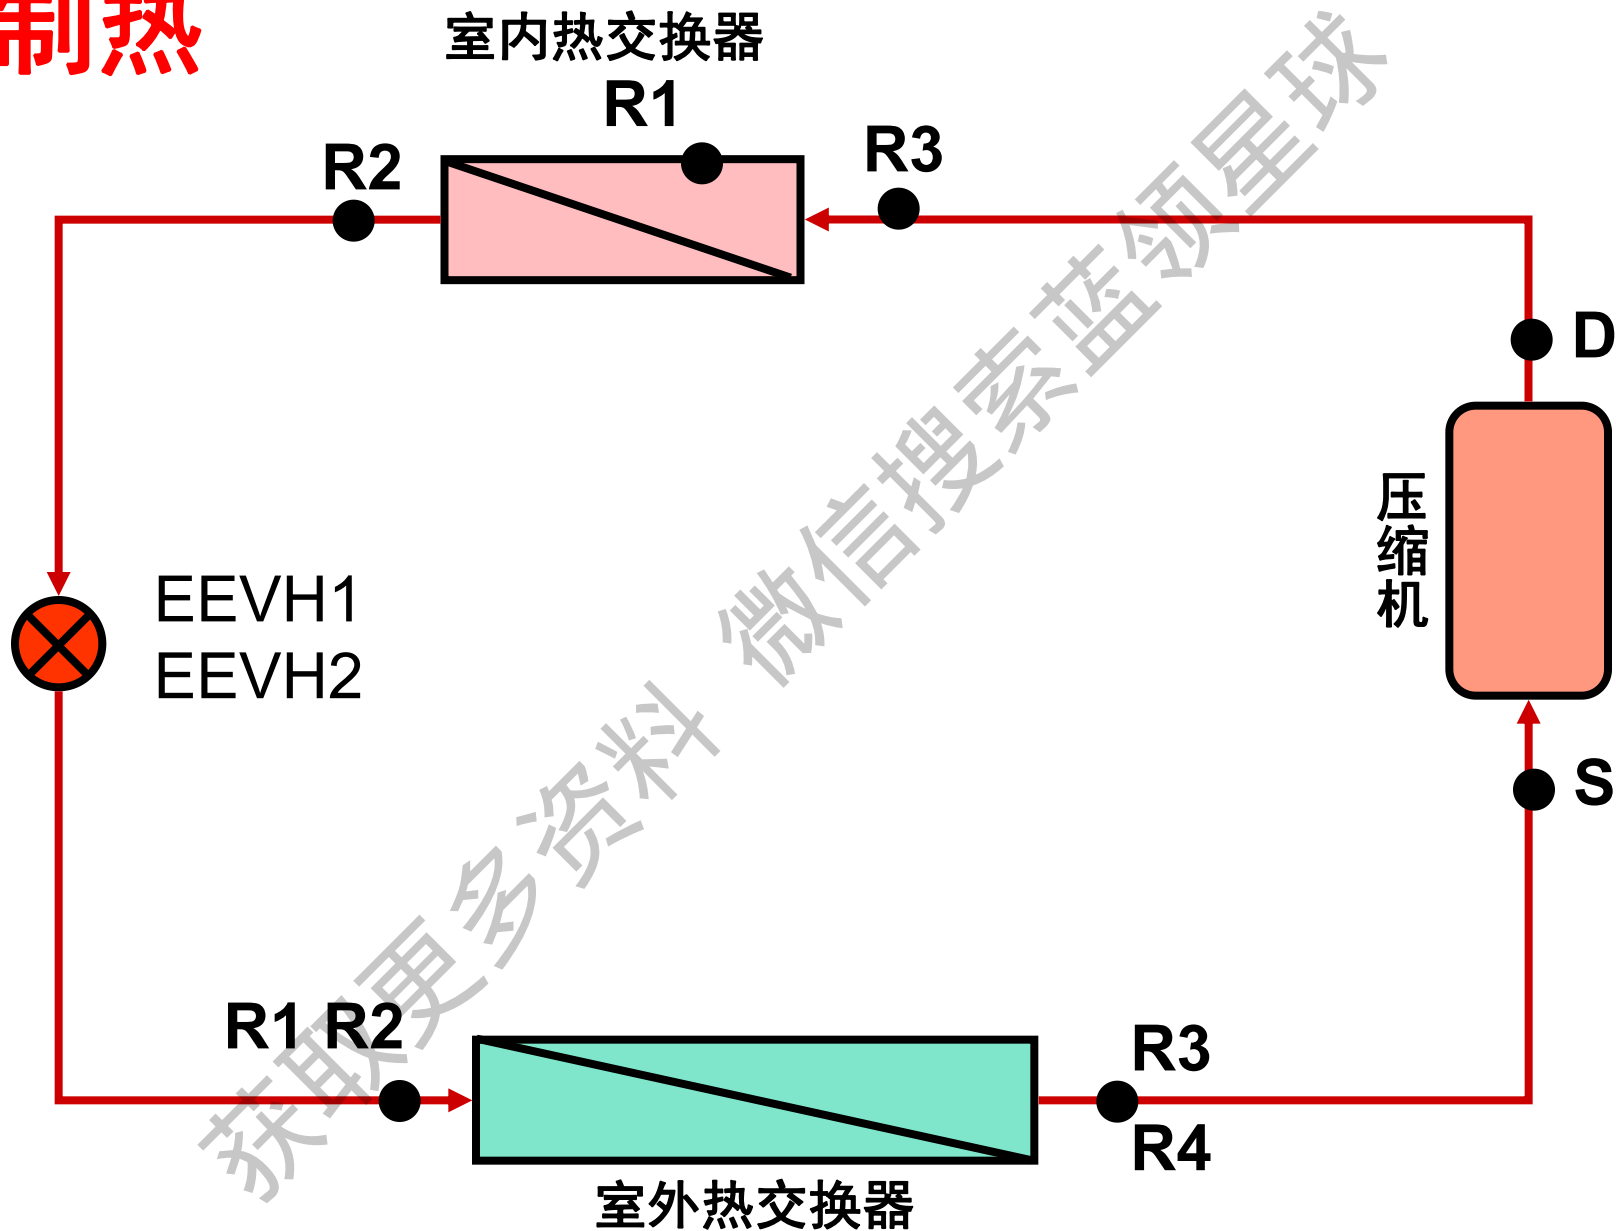 制热
室内热交换器
R1
R2
R3
D
压缩机
EEVH1
EEVH2
S
R1 R2
R3
R4
室外热交换器
获取更多资料 微信搜索蓝领星球